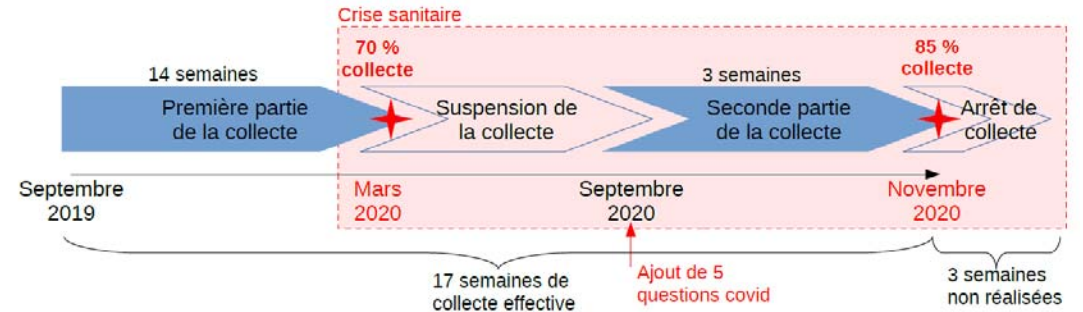 Crise sanitaire
70 %
collecte
85 %
collecte
14 semaines
3 semaines
Première partie
de la collecte
Suspension de
la collecte
Seconde partie
de la collecte
Arrêt de
collecte
Septembre
2019
Mars
2020
Septembre
2020
Novembre
2020
17 semaines de
collecte effective
Ajout de 5
questions covid
3 semaines
non réalisées